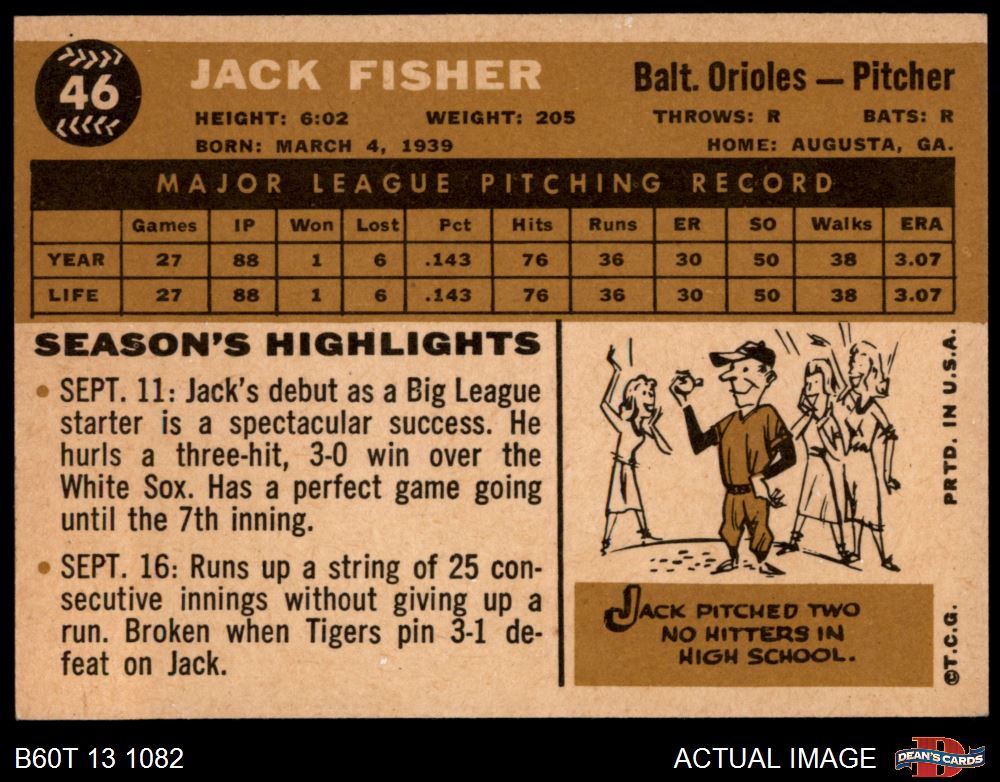 46
JACK FISHER
Balt. Orioles — Pitcher
HEIGHT: 6:02 WEIGHT: 205 THROWS: R BATS: R
BORN: MARCH 4, 1939 HOME: AUGUSTA, GA.
MAJOR LEAGUE PITCHING RECORD
Games IP Won Lost Pct Hits Runs ER SO Walks ERA
YEAR 27 88 1 6 .143 76 36 30 50 38 3.07
LIFE 27 88 1 6 .143 76 36 30 50 38 3.07
SEASON'S HIGHLIGHTS
• SEPT. 11: Jack's debut as a Big League
starter is a spectacular success. He
hurls a three-hit, 3-0 win over the
White Sox. Has a perfect game going
until the 7th inning.
• SEPT. 16: Runs up a string of 25 con-
secutive innings without giving up a
run. Broken when Tigers pin 3-1 de-
feat on Jack.
JACK PITCHED TWO
NO HITTERS IN
HIGH SCHOOL.
©T.C.G. PRTD. IN U.S.A.
B60T 13 1082
ACTUAL IMAGE
D
DEAN'S CARDS